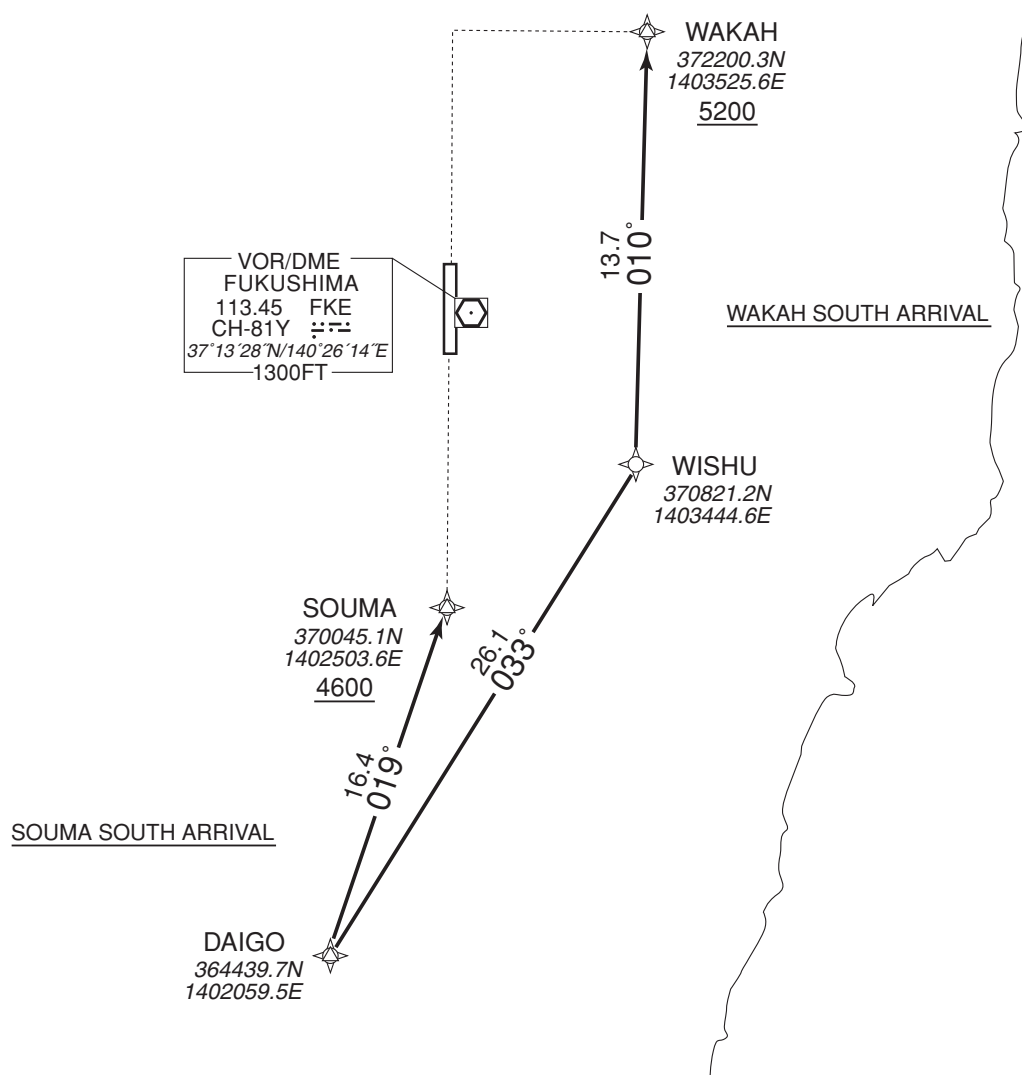 WAKAH
372200.3N
1403525.6E
5200
13.7
010°
VOR/DME
FUKUSHIMA
113.45 FKE
CH-81Y
37°13´28˝N/140°26´14˝E
1300FT
WAKAH SOUTH ARRIVAL
WISHU
370821.2N
1403444.6E
SOUMA
370045.1N
1402503.6E
4600
26.1
033°
16.4
019°
SOUMA SOUTH ARRIVAL
DAIGO
364439.7N
1402059.5E